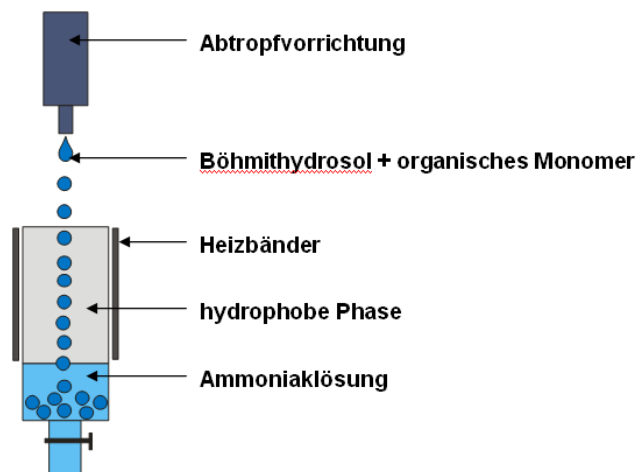 Abtropfvorrichtung
Böhmithydrosol + organisches Monomer
Heizbänder
hydrophobe Phase
Ammoniaklösung